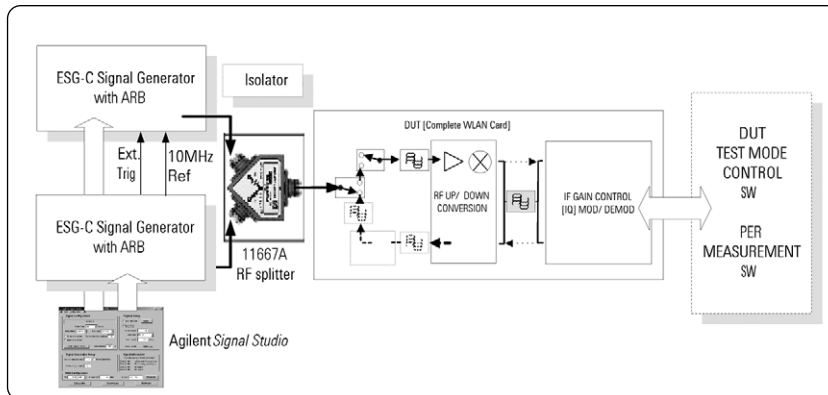 ESG-C Signal Generator
with ARB
Isolator
Ext.
Trig
10MHz
Ref
ESG-C Signal Generator
with ARB
11667A
RF splitter
Agilent Signal Studio
DUT [Complete WLAN Card]
RF UP/ DOWN
CONVERSION
IF GAIN CONTROL
[IQ] MOD/ DEMOD
DUT
TEST MODE
CONTROL
SW
PER
MEASUREMENT
SW